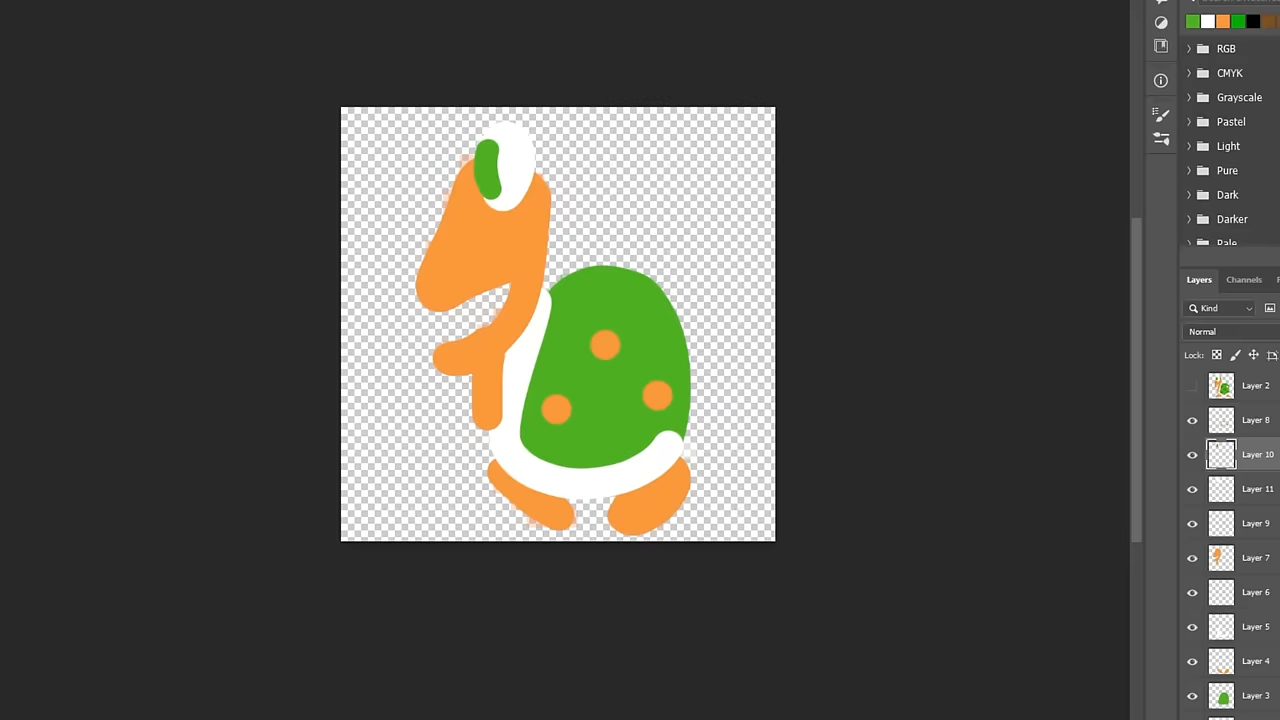 RGB
CMYK
Grayscale
Pastel
Light
Pure
Dark
Darker
Pale
Layers Channels
Kind
Normal
Lock:
Layer 2
Layer 8
Layer 10
Layer 11
Layer 9
Layer 7
Layer 6
Layer 5
Layer 4
Layer 3